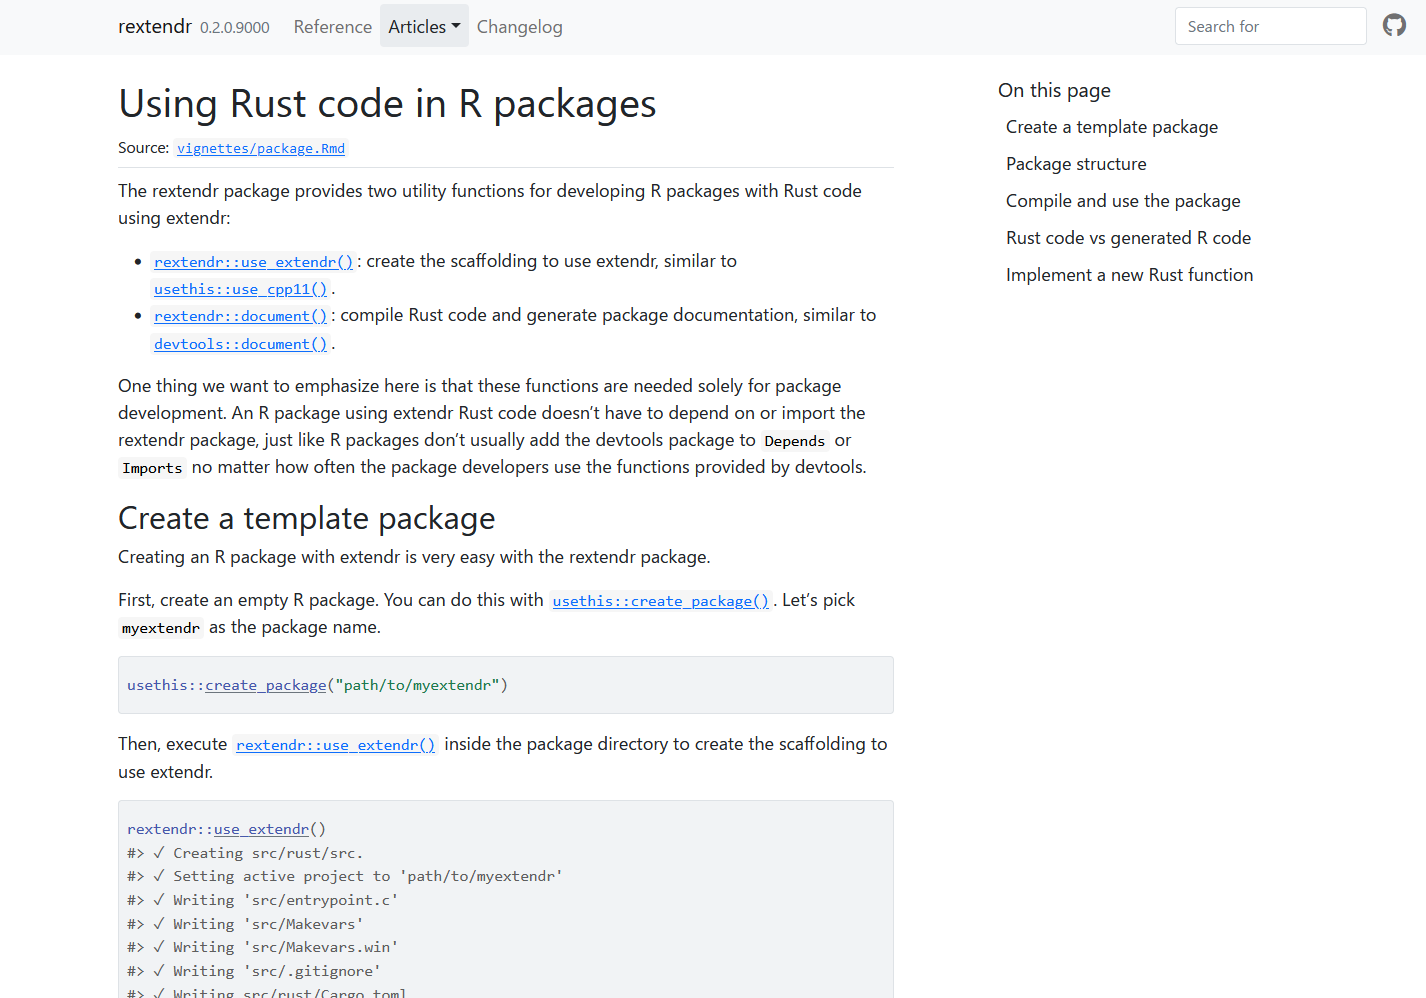 rextendr 0.2.0.9000 Reference Articles Changelog Search for
Using Rust code in R packages
Source: vignettes/package.Rmd
The rextendr package provides two utility functions for developing R packages with Rust code
using extendr:
• rextendr::use_extendr() : create the scaffolding to use extendr, similar to
usethis::use_cpp11() .
• rextendr::document() : compile Rust code and generate package documentation, similar to
devtools::document() .
One thing we want to emphasize here is that these functions are needed solely for package
development. An R package using extendr Rust code doesn’t have to depend on or import the
rextendr package, just like R packages don’t usually add the devtools package to Depends or
Imports no matter how often the package developers use the functions provided by devtools.
Create a template package
Creating an R package with extendr is very easy with the rextendr package.
First, create an empty R package. You can do this with usethis::create_package() . Let’s pick
myextendr as the package name.
usethis::create_package("path/to/myextendr")
Then, execute rextendr::use_extendr() inside the package directory to create the scaffolding to
use extendr.
rextendr::use_extendr()
#> ✓ Creating src/rust/src.
#> ✓ Setting active project to 'path/to/myextendr'
#> ✓ Writing 'src/entrypoint.c'
#> ✓ Writing 'src/Makevars'
#> ✓ Writing 'src/Makevars.win'
#> ✓ Writing 'src/.gitignore'
#> ✓ Writing src/rust/Cargo.toml.
On this page
Create a template package
Package structure
Compile and use the package
Rust code vs generated R code
Implement a new Rust function